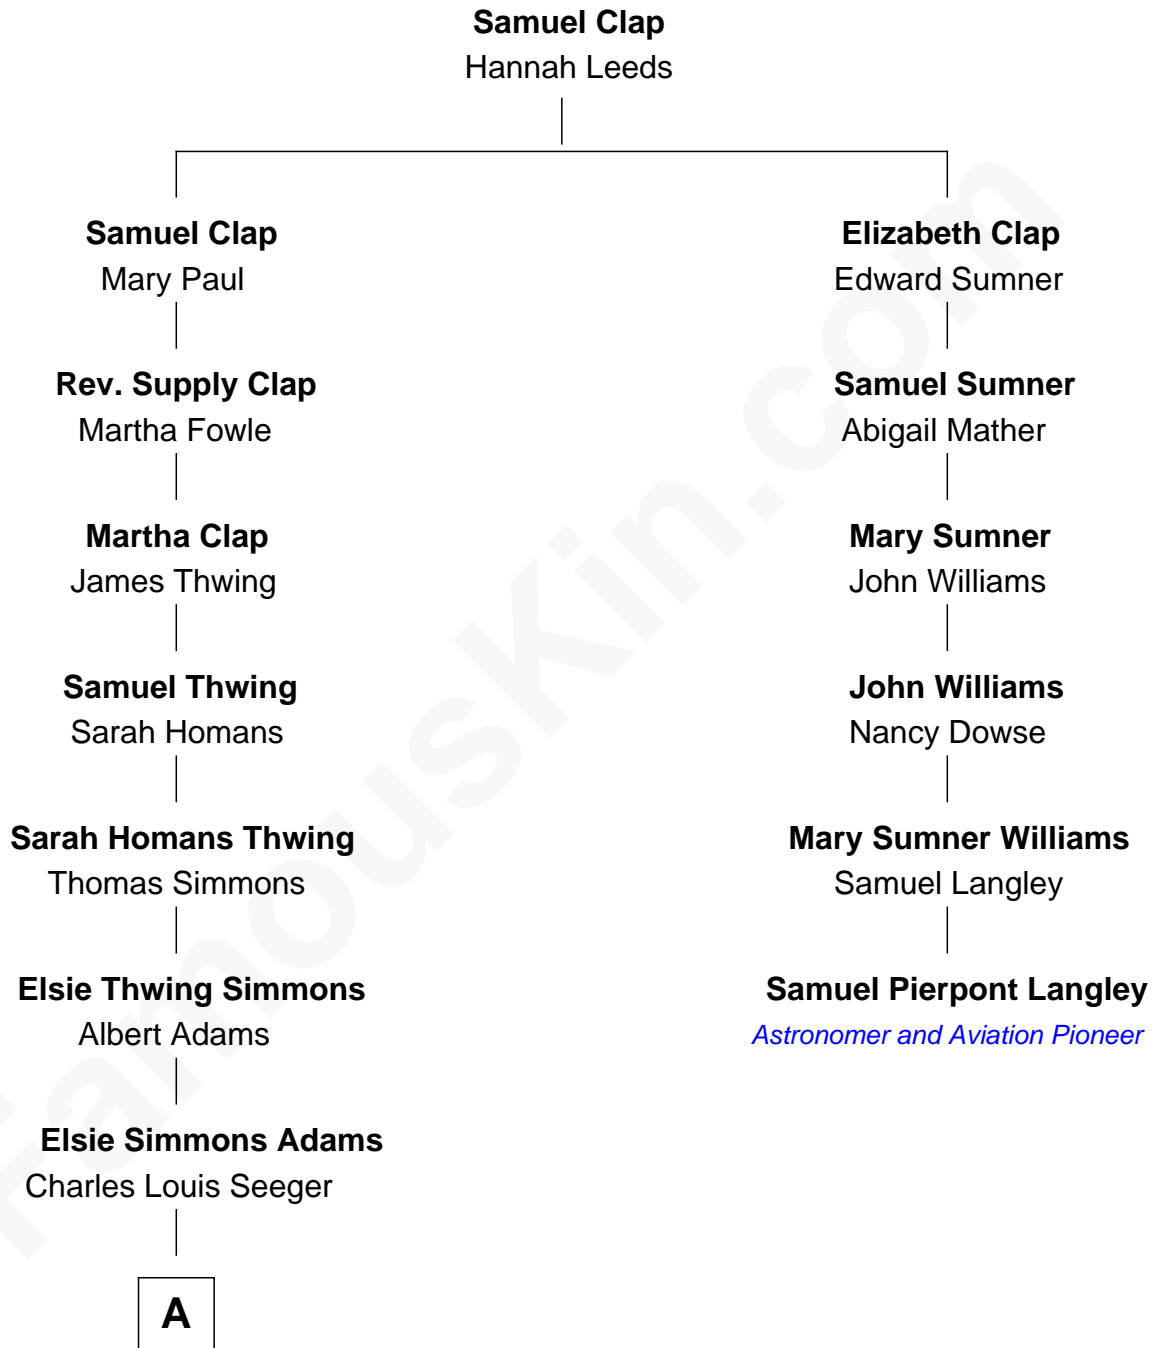 Samuel Clap
Hannah Leeds
Samuel Clap
Mary Paul
Elizabeth Clap
Edward Sumner
Rev. Supply Clap
Martha Fowle
Samuel Sumner
Abigail Mather
Martha Clap
James Thwing
Mary Sumner
John Williams
Samuel Thwing
Sarah Homans
John Williams
Nancy Dowse
Sarah Homans Thwing
Thomas Simmons
Mary Sumner Williams
Samuel Langley
Elsie Thwing Simmons
Albert Adams
Samuel Pierpont Langley
Astronomer and Aviation Pioneer
Elsie Simmons Adams
Charles Louis Seeger
A
FamousKin.com